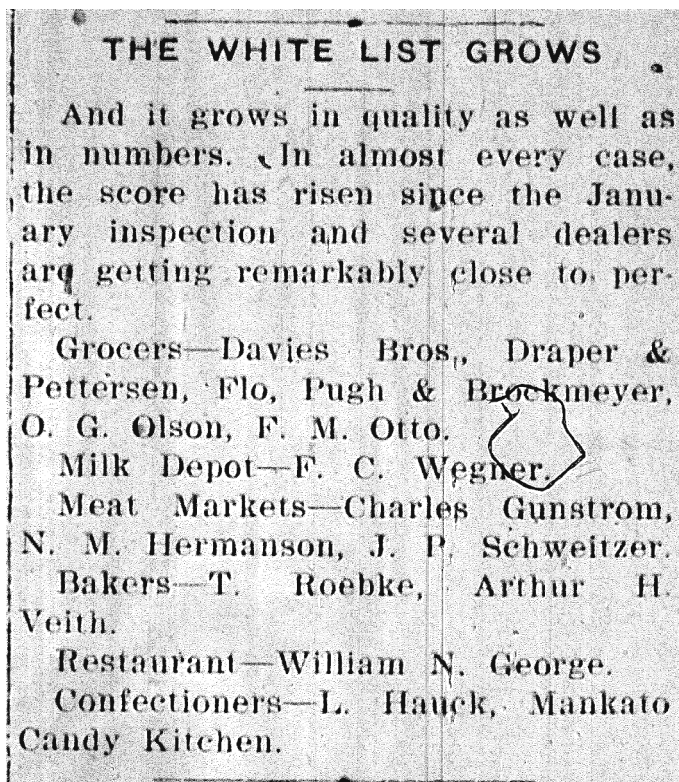 THE WHITE LIST GROWS
And it grows in quality as well as
in numbers. In almost every case,
the score has risen since the Janu-
ary inspection and several dealers
are getting remarkably close to per-
fect.
Grocers—Davies Bros., Draper &
Pettersen, Flo, Pugh & Brockmeyer,
O. G. Olson, F. M. Otto.
Milk Depot—F. C. Wegner.
Meat Markets—Charles Gunstrom,
N. M. Hermanson, J. P. Schweitzer.
Bakers—T. Roebke, Arthur H.
Veith.
Restaurant—William N. George.
Confectioners—L. Hauck, Mankato
Candy Kitchen.